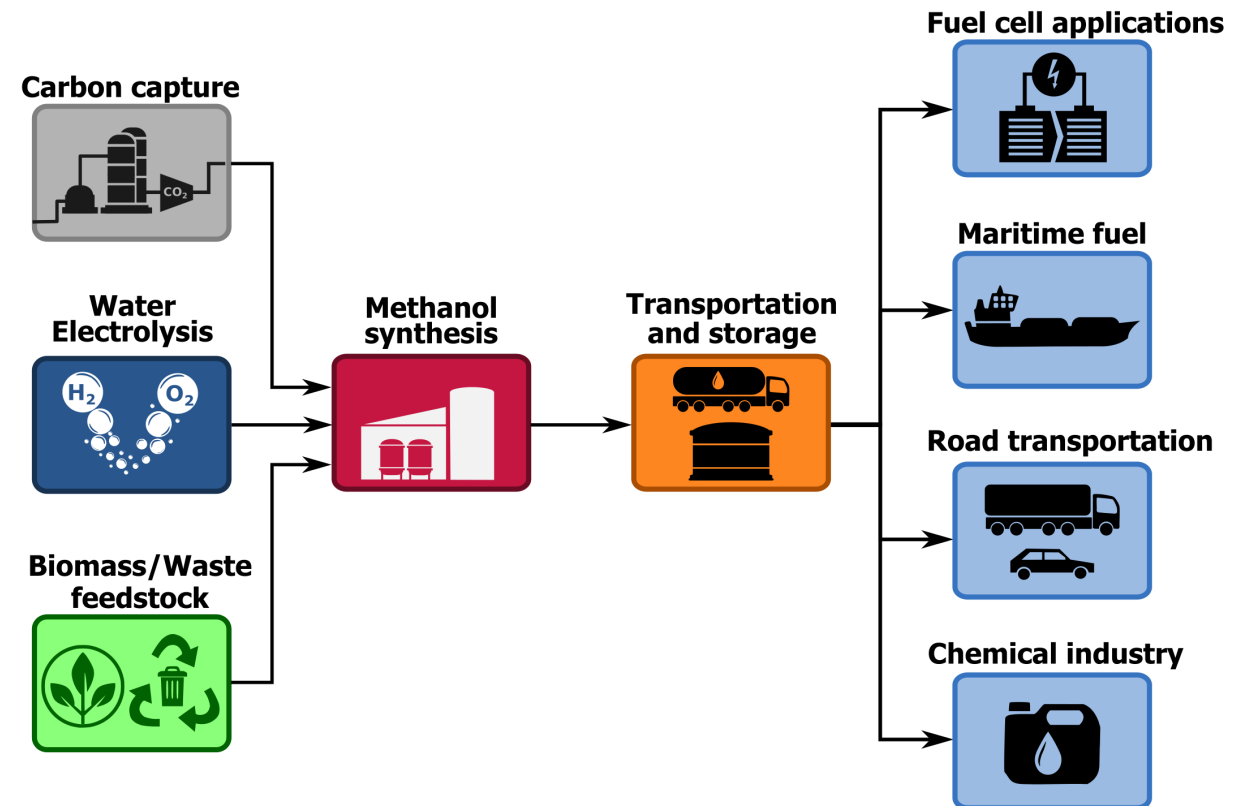 Carbon capture
CO₂
Water
Electrolysis
H₂
O₂
Biomass/Waste
feedstock
Methanol
synthesis
Transportation
and storage
Fuel cell applications
Maritime fuel
Road transportation
Chemical industry